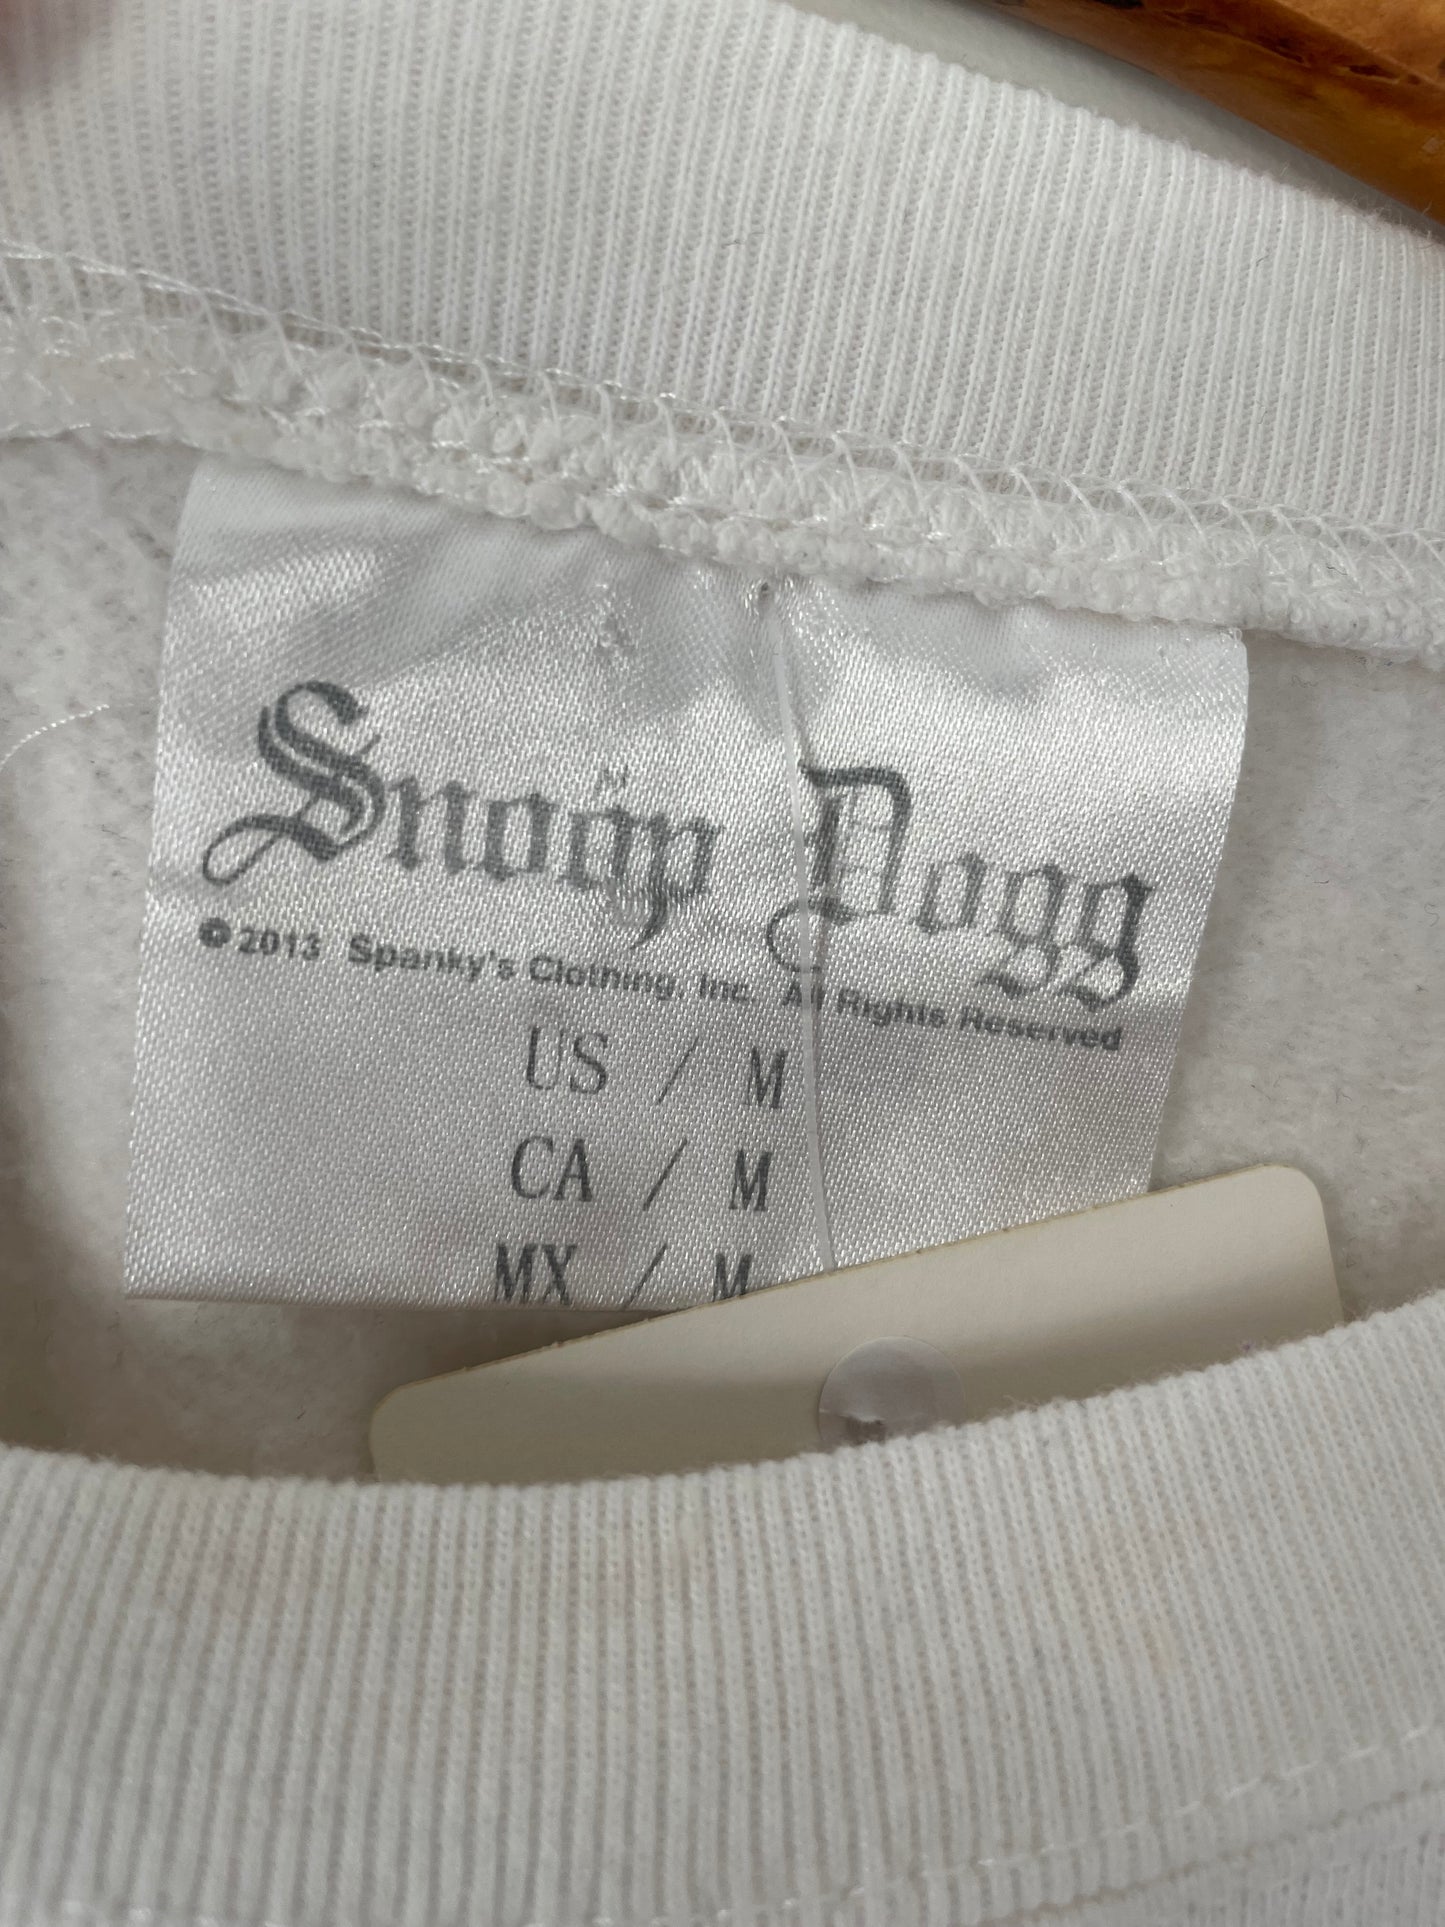 Snoop Dogg
© 2013 Spanky's Clothing, Inc. All Rights Reserved
US / M
CA / M
MX / M